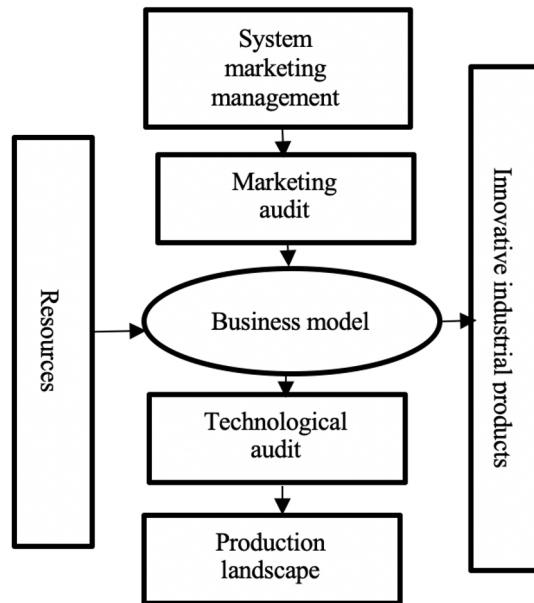 System
marketing
management
Marketing
audit
Resources
Business model
Innovative industrial products
Technological
audit
Production
landscape